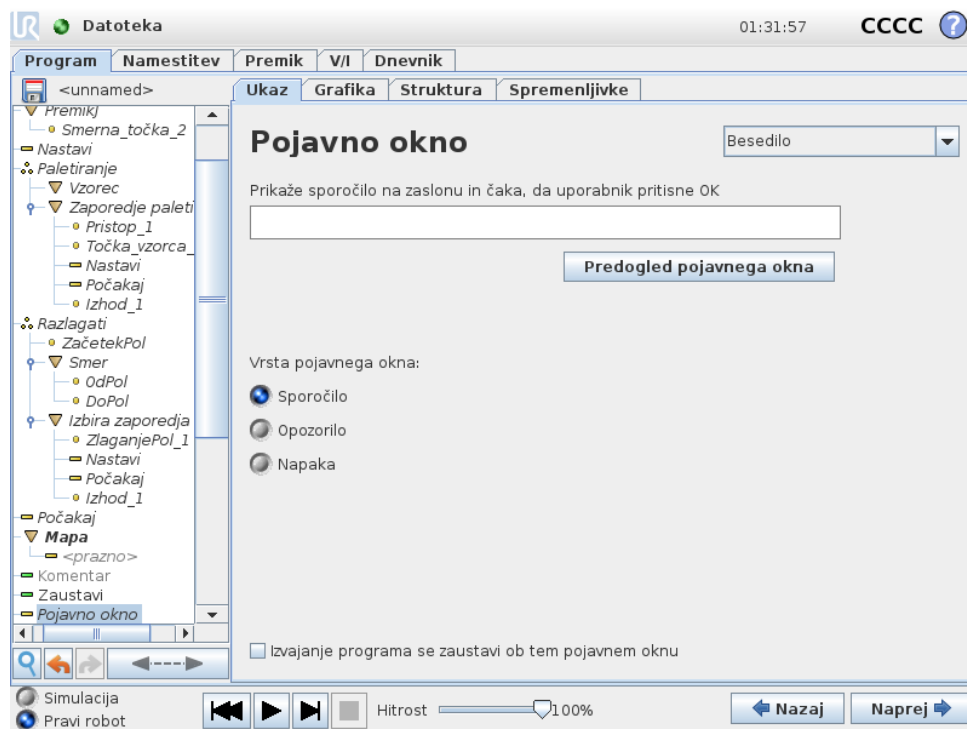 UR Datoteka 01:31:57 CCCC ?
Program Namestitev Premik V/I Dnevnik
<unnamed>
Ukaz Grafika Struktura Spremenljivke
PremikJ
Smerna_točka_2
Nastavi
Paletiranje
Vzorec
Zaporedje paleti
Pristop_1
Točka_vzorca_
Nastavi
Počakaj
Izhod_1
Razlagati
ZačetekPol
Smer
OdPol
DoPol
Izbira zaporedja
ZlaganjePol_1
Nastavi
Počakaj
Izhod_1
Počakaj
Mapa
<prazno>
Komentar
Zaustavi
Pojavno okno
Pojavno okno
Besedilo
Prikaže sporočilo na zaslonu in čaka, da uporabnik pritisne OK
Predogled pojavnega okna
Vrsta pojavnega okna:
Sporočilo
Opozorilo
Napaka
Izvajanje programa se zaustavi ob tem pojavnem oknu
Simulacija
Pravi robot
Hitrost 100%
Nazaj Naprej